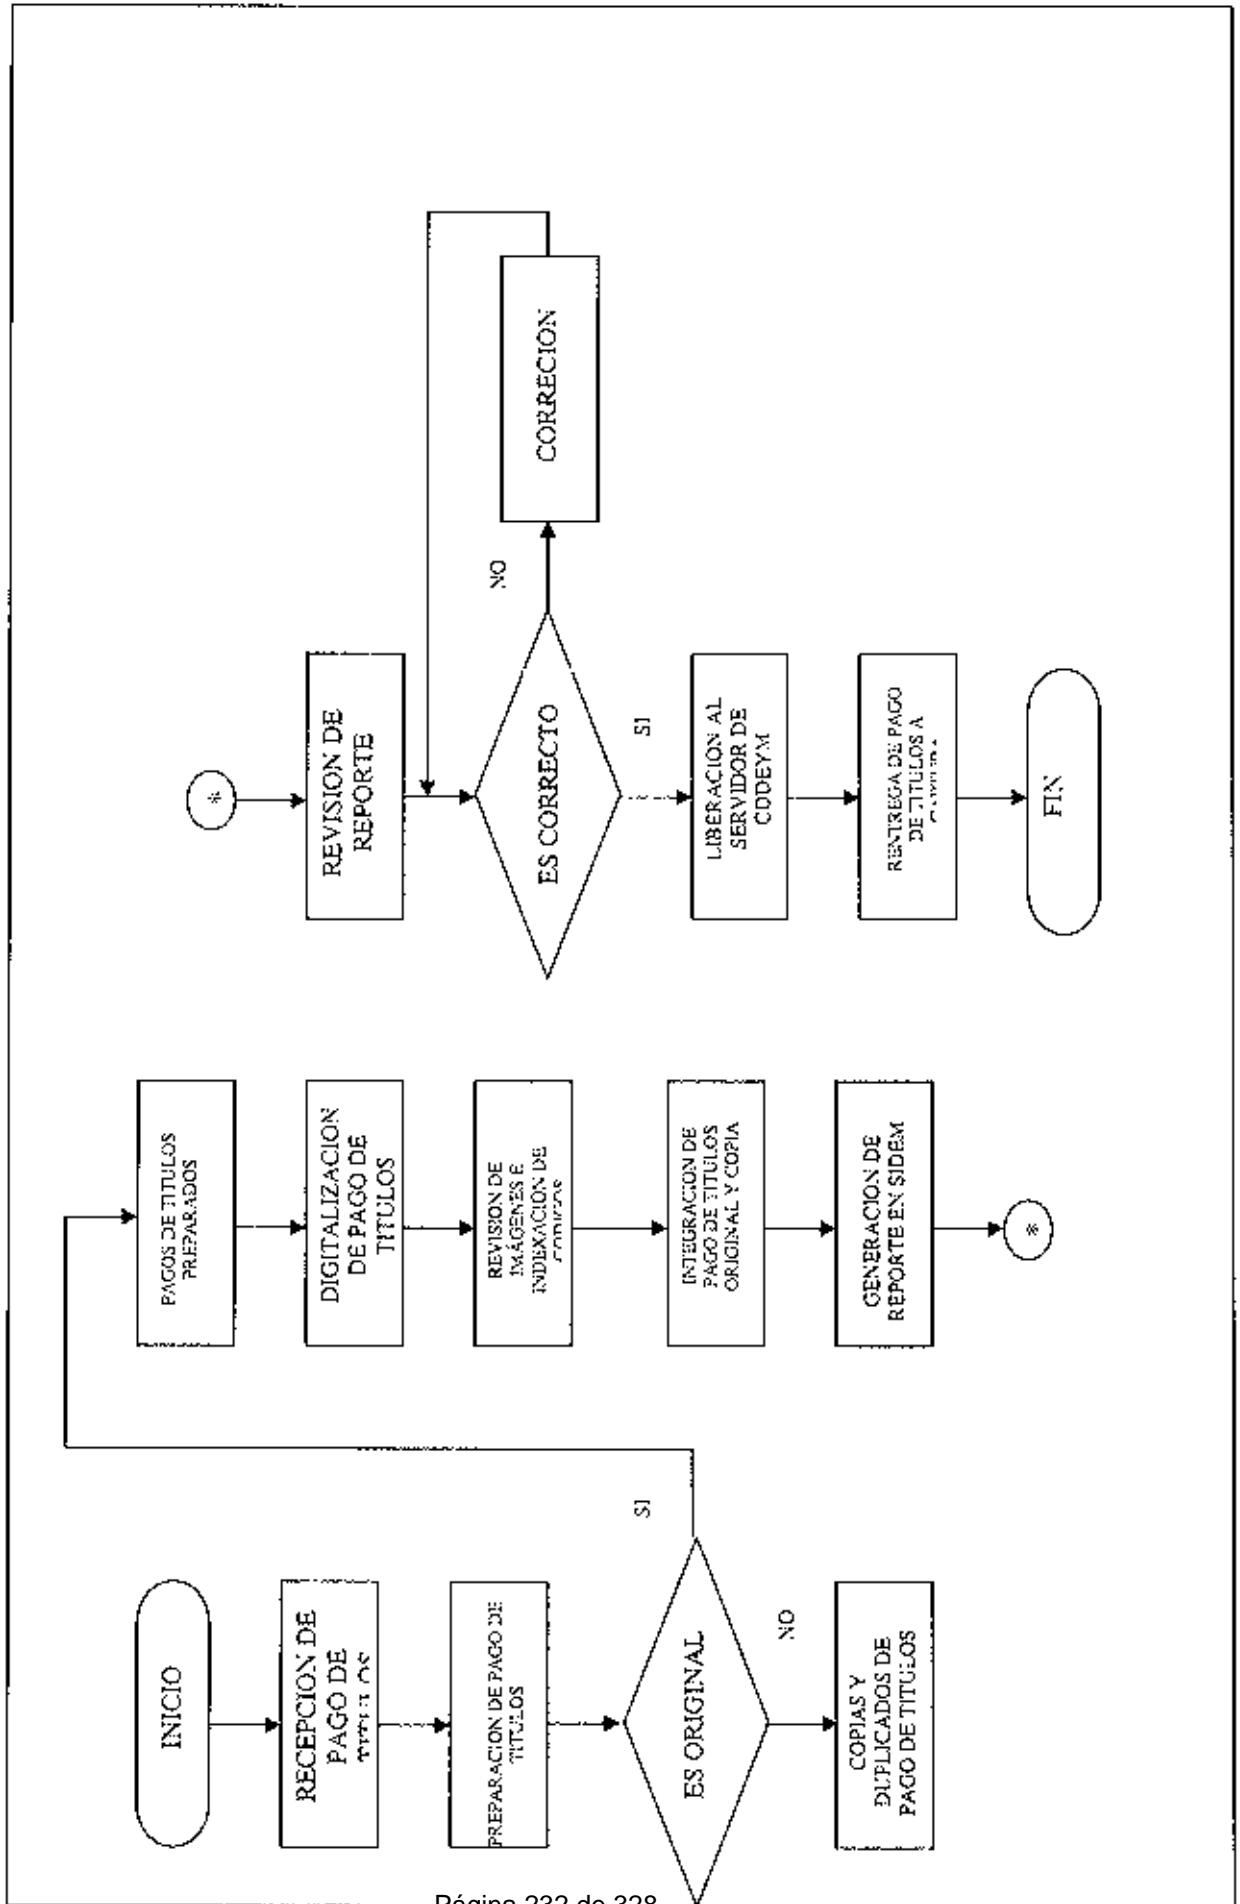 INICIO
RECEPCION DE
PAGO DE
TITULOS
PREPARACION DE PAGO DE
TITULOS
ES ORIGINAL
SI
NO
COPIAS Y
DUPLICADOS DE
PAGO DE TITULOS
PAGOS DE TITULOS
PREPARADOS
DIGITALIZACION
DE PAGO DE
TITULOS
REVISION DE
IMÁGENES E
INDEXACION DE
INTEGRACION DE
PAGO DE TITULOS
ORIGINAL Y COPIA
GENERACION DE
REPORTE EN SIDEM
*
*
REVISION DE
REPORTE
ES CORRECTO
NO
CORRECION
SI
LIBERACION AL
SERVIDOR DE
CODEYM
RENTREGA DE PAGO
DE TITULOS A
FIN
Página 232 de 328